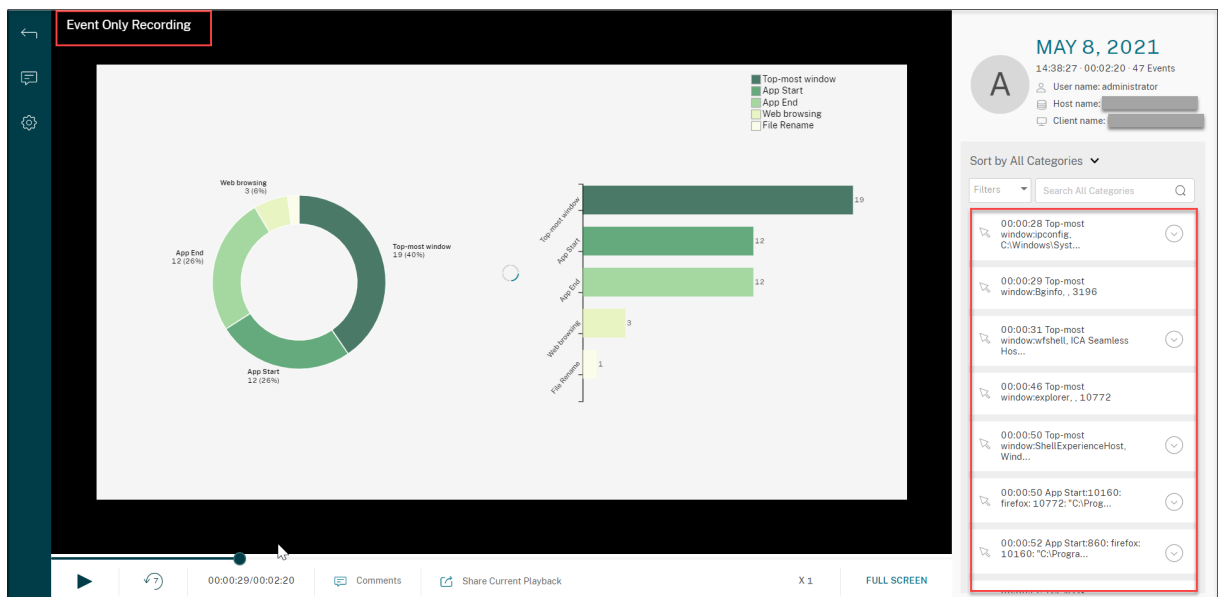 Event Only Recording
Top-most window
App Start
App End
Web browsing
File Rename
Web browsing
3 (6%)
Top-most window
19 (40%)
App End
12 (26%)
App Start
12 (26%)
Top-most window
19
App Start
12
App End
12
Web browsing
3
File Rename
1
7
00:00:29/00:02:20
Comments
Share Current Playback
X 1
FULL SCREEN
A
MAY 8, 2021
14:38:27 · 00:02:20 · 47 Events
User name: administrator
Host name:
Client name:
Sort by All Categories
Filters
Search All Categories
00:00:28 Top-most
window:ipconfig,
C:\Windows\Syst...
00:00:29 Top-most
window:Bginfo, , 3196
00:00:31 Top-most
window:wfshell, ICA Seamless
Hos...
00:00:46 Top-most
window:explorer, , 10772
00:00:50 Top-most
window:ShellExperienceHost,
Wind...
00:00:50 App Start:10160:
firefox: 10772: "C:\Prog...
00:00:52 App Start:860: firefox:
10160: "C:\Progra...